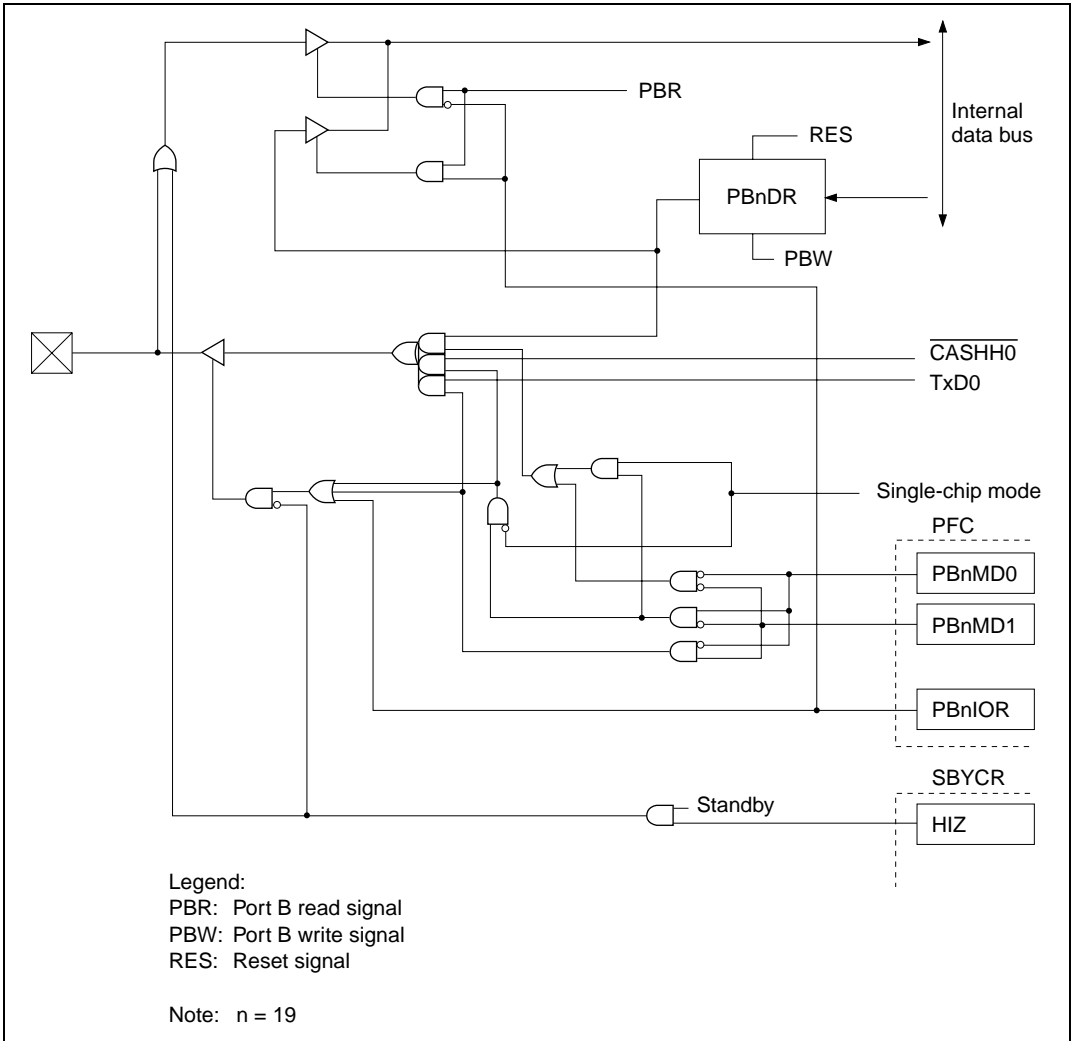 PBR
Internal
data bus
RES
PBnDR
PBW
CASHH0
TxD0
Single-chip mode
PFC
PBnMD0
PBnMD1
PBnIOR
SBYCR
Standby
HIZ
Legend:
PBR: Port B read signal
PBW: Port B write signal
RES: Reset signal
Note: n = 19